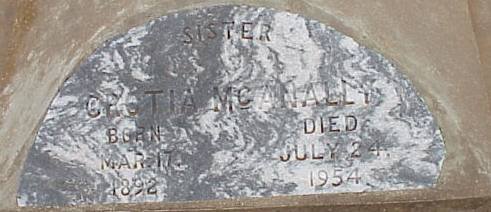 SISTER
MCANALLY
BORN
DIED
MAR. 17.
JULY 24.
1892
1954